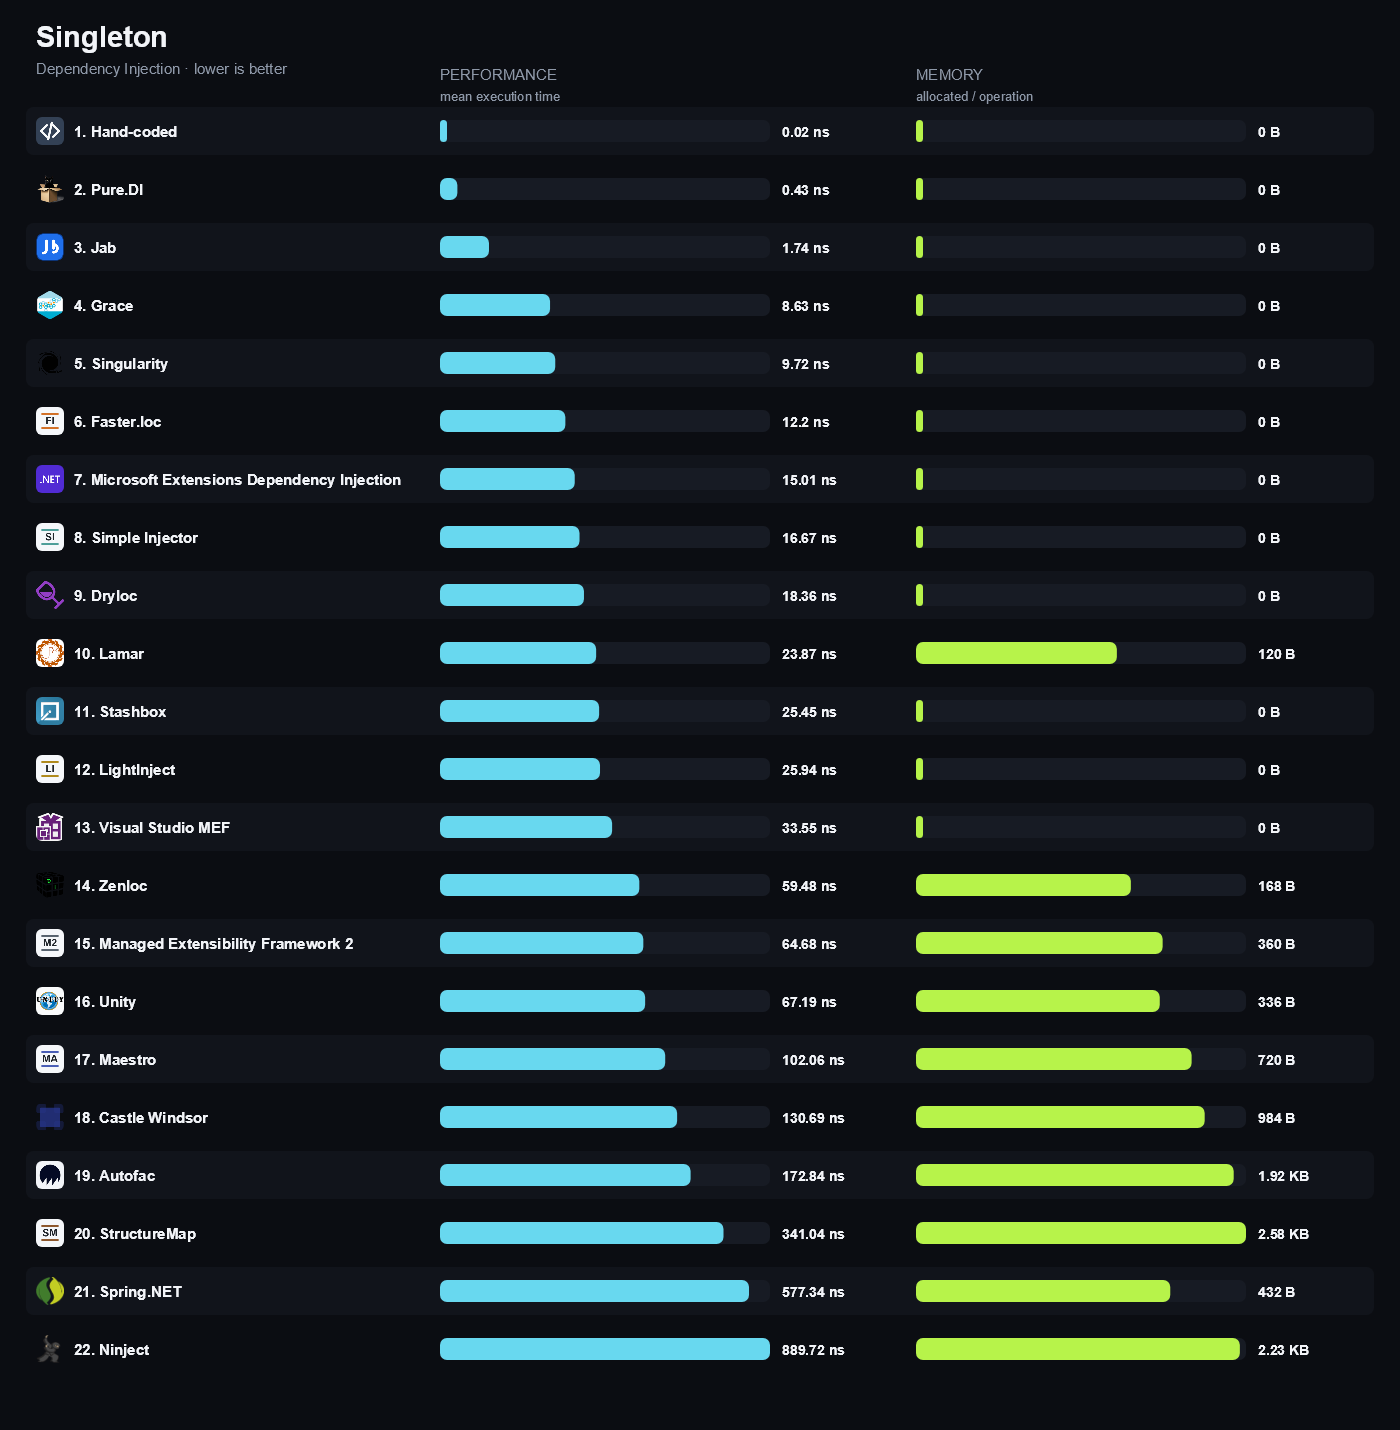 Singleton
Dependency Injection · lower is better
PERFORMANCE
mean execution time
MEMORY
allocated / operation
1. Hand-coded 0.02 ns 0 B
2. Pure.DI 0.43 ns 0 B
Jb 3. Jab 1.74 ns 0 B
4. Grace 8.63 ns 0 B
5. Singularity 9.72 ns 0 B
FI 6. Faster.Ioc 12.2 ns 0 B
.NET 7. Microsoft Extensions Dependency Injection 15.01 ns 0 B
SI 8. Simple Injector 16.67 ns 0 B
9. DryIoc 18.36 ns 0 B
10. Lamar 23.87 ns 120 B
11. Stashbox 25.45 ns 0 B
LI 12. LightInject 25.94 ns 0 B
13. Visual Studio MEF 33.55 ns 0 B
14. ZenIoc 59.48 ns 168 B
M2 15. Managed Extensibility Framework 2 64.68 ns 360 B
UNITY 16. Unity 67.19 ns 336 B
MA 17. Maestro 102.06 ns 720 B
18. Castle Windsor 130.69 ns 984 B
19. Autofac 172.84 ns 1.92 KB
SM 20. StructureMap 341.04 ns 2.58 KB
21. Spring.NET 577.34 ns 432 B
22. Ninject 889.72 ns 2.23 KB